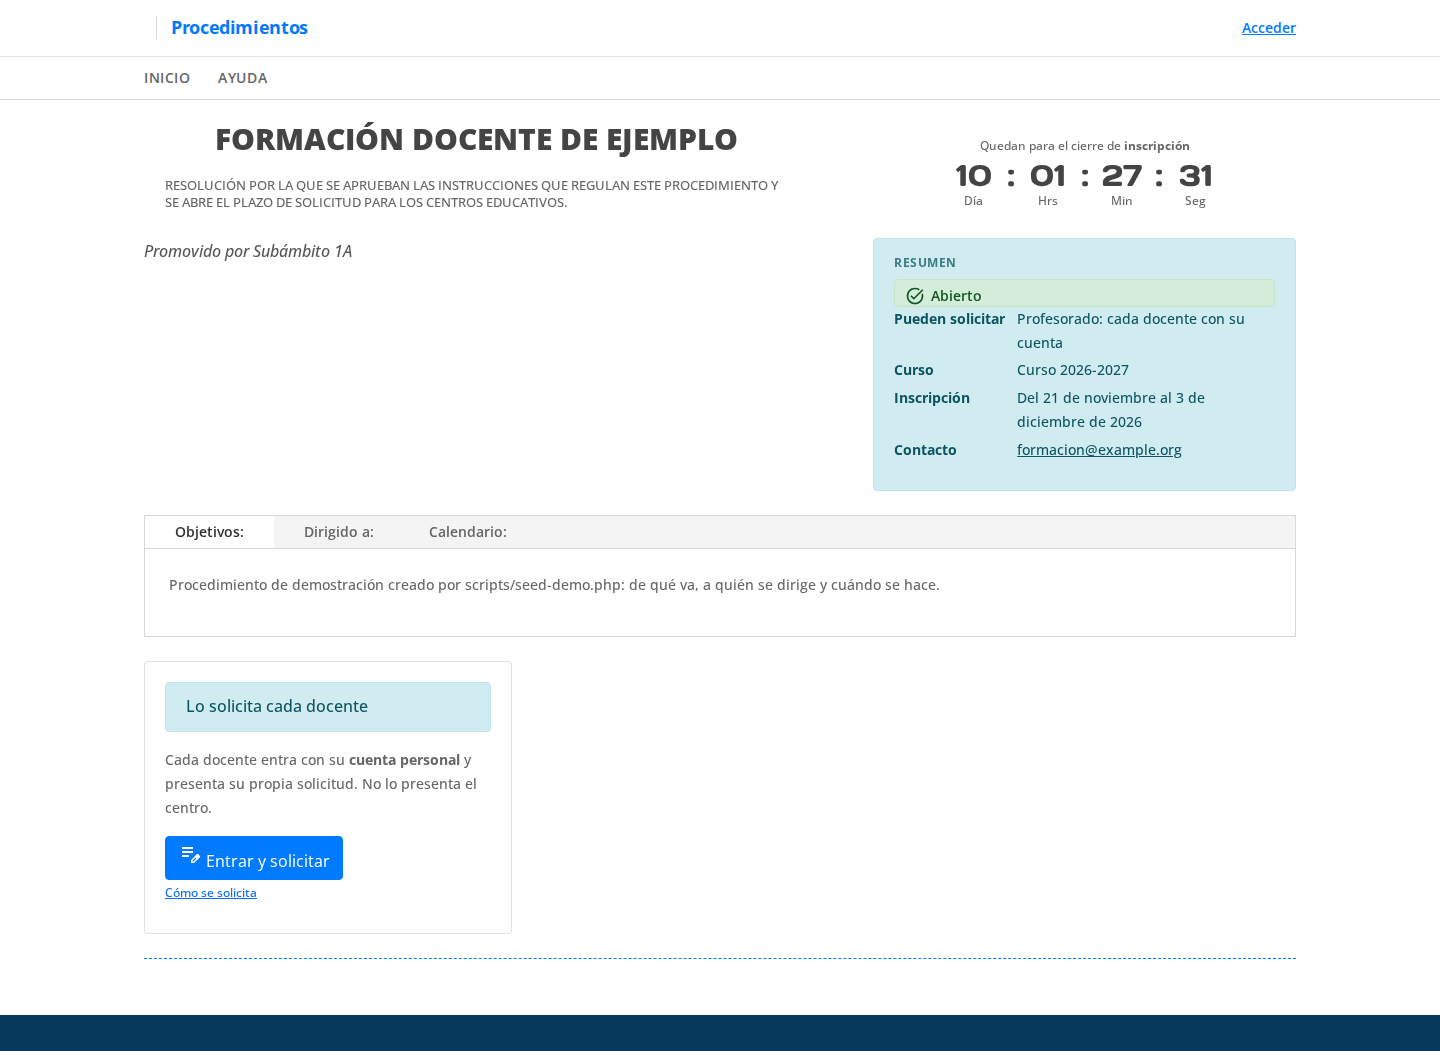 Procedimientos
Acceder
INICIO
AYUDA
FORMACIÓN DOCENTE DE EJEMPLO
RESOLUCIÓN POR LA QUE SE APRUEBAN LAS INSTRUCCIONES QUE REGULAN ESTE PROCEDIMIENTO Y
SE ABRE EL PLAZO DE SOLICITUD PARA LOS CENTROS EDUCATIVOS.
Quedan para el cierre de inscripción
10 : 01 : 27 : 31
Día Hrs Min Seg
Promovido por Subámbito 1A
RESUMEN
Abierto
Pueden solicitar Profesorado: cada docente con su
cuenta
Curso Curso 2026-2027
Inscripción Del 21 de noviembre al 3 de
diciembre de 2026
Contacto formacion@example.org
Objetivos: Dirigido a: Calendario:
Procedimiento de demostración creado por scripts/seed-demo.php: de qué va, a quién se dirige y cuándo se hace.
Lo solicita cada docente
Cada docente entra con su cuenta personal y
presenta su propia solicitud. No lo presenta el
centro.
Entrar y solicitar
Cómo se solicita